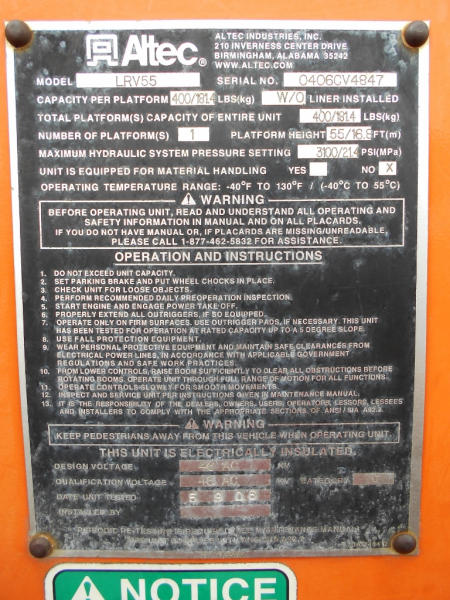 Altec®
ALTEC INDUSTRIES, INC.
210 INVERNESS CENTER DRIVE
BIRMINGHAM, ALABAMA 35242
WWW.ALTEC.COM
MODEL LRV55 SERIAL NO. 0406CV4847
CAPACITY PER PLATFORM 400/181.4 LBS(kg) W/O LINER INSTALLED
TOTAL PLATFORM(S) CAPACITY OF ENTIRE UNIT 400/181.4 LBS(kg)
NUMBER OF PLATFORM(S) 1 PLATFORM HEIGHT 55/16.8 FT(m)
MAXIMUM HYDRAULIC SYSTEM PRESSURE SETTING 3100/21.4 PSI(MPa)
UNIT IS EQUIPPED FOR MATERIAL HANDLING YES NO X
OPERATING TEMPERATURE RANGE: -40°F TO 130°F / (-40°C TO 55°C)
WARNING
BEFORE OPERATING UNIT, READ AND UNDERSTAND ALL OPERATING AND
SAFETY INFORMATION IN MANUAL AND ON ALL PLACARDS.
IF YOU DO NOT HAVE MANUAL OR, IF PLACARDS ARE MISSING/UNREADABLE,
PLEASE CALL 1-877-462-5832 FOR ASSISTANCE.
OPERATION AND INSTRUCTIONS
1. DO NOT EXCEED UNIT CAPACITY.
2. SET PARKING BRAKE AND PUT WHEEL CHOCKS IN PLACE.
3. CHECK UNIT FOR LOOSE OBJECTS.
4. PERFORM RECOMMENDED DAILY PREOPERATION INSPECTION.
5. START ENGINE AND ENGAGE POWER TAKE OFF.
6. PROPERLY EXTEND ALL OUTRIGGERS, IF SO EQUIPPED.
7. OPERATE ONLY ON FIRM SURFACES. USE OUTRIGGER PADS, IF NECESSARY. THIS UNIT
HAS BEEN TESTED FOR OPERATION AT RATED CAPACITY UP TO A 5 DEGREE SLOPE.
8. USE FALL PROTECTION EQUIPMENT.
9. WEAR PERSONAL PROTECTIVE EQUIPMENT AND MAINTAIN SAFE CLEARANCES FROM
ELECTRICAL POWER LINES, IN ACCORDANCE WITH APPLICABLE GOVERNMENT
REGULATIONS AND SAFE WORK PRACTICES.
10. FROM LOWER CONTROLS, RAISE BOOM SUFFICIENTLY TO CLEAR ALL OBSTRUCTIONS BEFORE
ROTATING BOOMS. OPERATE UNIT THROUGH FULL RANGE OF MOTION FOR ALL FUNCTIONS.
11. OPERATE CONTROLS SLOWLY FOR SMOOTH MOVEMENTS.
12. INSPECT AND SERVICE UNIT PER INSTRUCTIONS GIVEN IN MAINTENANCE MANUAL.
13. IT IS THE RESPONSIBILITY OF THE DEALERS, OWNERS, USERS, OPERATORS, LESSORS, LESSEES
AND INSTALLERS TO COMPLY WITH THE APPROPRIATE SECTIONS OF ANSI / SIA A92.2.
WARNING
KEEP PEDESTRIANS AWAY FROM THIS VEHICLE WHEN OPERATING UNIT.
THIS UNIT IS ELECTRICALLY INSULATED.
DESIGN VOLTAGE 46 AC KV
QUALIFICATION VOLTAGE 46 AC KV CATEGORY
DATE UNIT TESTED 5 9 06
INSTALLED BY
NOTICE